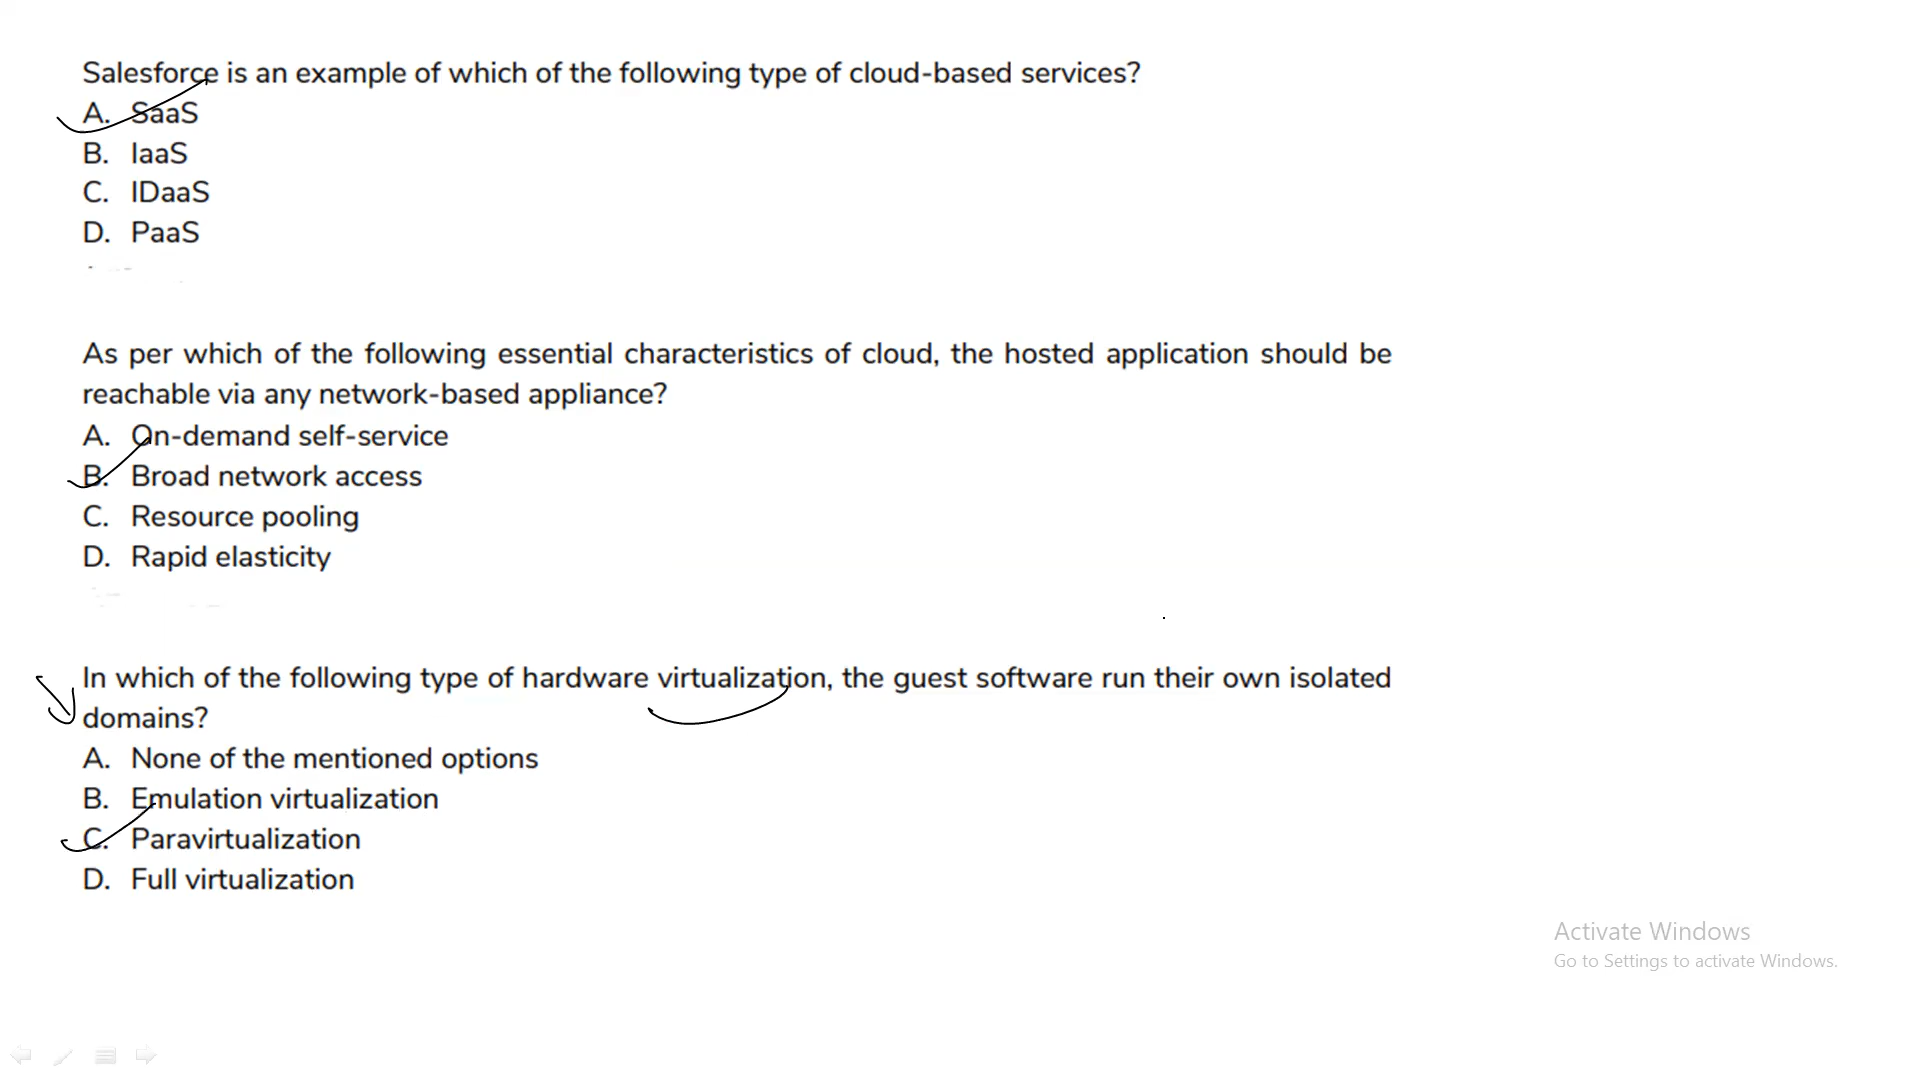 Salesforce is an example of which of the following type of cloud-based services?
A. SaaS
B. IaaS
C. IDaaS
D. PaaS
As per which of the following essential characteristics of cloud, the hosted application should be
reachable via any network-based appliance?
A. On-demand self-service
B. Broad network access
C. Resource pooling
D. Rapid elasticity
In which of the following type of hardware virtualization, the guest software run their own isolated
domains?
A. None of the mentioned options
B. Emulation virtualization
C. Paravirtualization
D. Full virtualization
Activate Windows
Go to Settings to activate Windows.